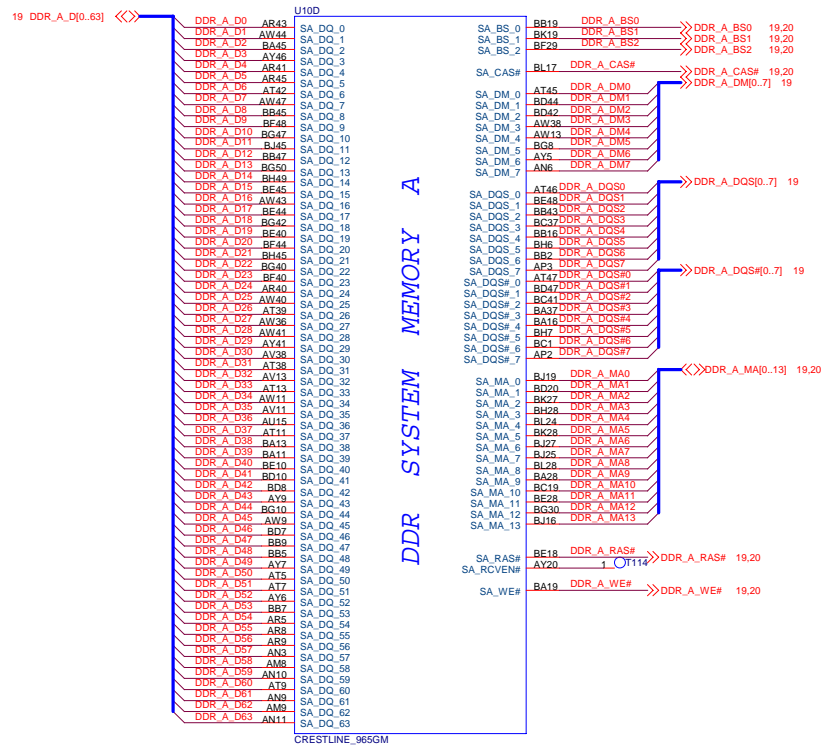 U10D
19 DDR_A_D[0..63]
DDR_A_D0 AR43 SA_DQ_0
DDR_A_D1 AW44 SA_DQ_1
DDR_A_D2 BA45 SA_DQ_2
DDR_A_D3 AY46 SA_DQ_3
DDR_A_D4 AR41 SA_DQ_4
DDR_A_D5 AR45 SA_DQ_5
DDR_A_D6 AT42 SA_DQ_6
DDR_A_D7 AW47 SA_DQ_7
DDR_A_D8 BB45 SA_DQ_8
DDR_A_D9 BF48 SA_DQ_9
DDR_A_D10 BG47 SA_DQ_10
DDR_A_D11 BJ45 SA_DQ_11
DDR_A_D12 BB47 SA_DQ_12
DDR_A_D13 BG50 SA_DQ_13
DDR_A_D14 BH49 SA_DQ_14
DDR_A_D15 BE45 SA_DQ_15
DDR_A_D16 AW43 SA_DQ_16
DDR_A_D17 BE44 SA_DQ_17
DDR_A_D18 BG42 SA_DQ_18
DDR_A_D19 BE40 SA_DQ_19
DDR_A_D20 BF44 SA_DQ_20
DDR_A_D21 BH45 SA_DQ_21
DDR_A_D22 BG40 SA_DQ_22
DDR_A_D23 BF40 SA_DQ_23
DDR_A_D24 AR40 SA_DQ_24
DDR_A_D25 AW40 SA_DQ_25
DDR_A_D26 AT39 SA_DQ_26
DDR_A_D27 AW36 SA_DQ_27
DDR_A_D28 AW41 SA_DQ_28
DDR_A_D29 AY41 SA_DQ_29
DDR_A_D30 AV38 SA_DQ_30
DDR_A_D31 AT38 SA_DQ_31
DDR_A_D32 AV13 SA_DQ_32
DDR_A_D33 AT13 SA_DQ_33
DDR_A_D34 AW11 SA_DQ_34
DDR_A_D35 AV11 SA_DQ_35
DDR_A_D36 AU15 SA_DQ_36
DDR_A_D37 AT11 SA_DQ_37
DDR_A_D38 BA13 SA_DQ_38
DDR_A_D39 BA11 SA_DQ_39
DDR_A_D40 BE10 SA_DQ_40
DDR_A_D41 BD10 SA_DQ_41
DDR_A_D42 BD8 SA_DQ_42
DDR_A_D43 AY9 SA_DQ_43
DDR_A_D44 BG10 SA_DQ_44
DDR_A_D45 AW9 SA_DQ_45
DDR_A_D46 BD7 SA_DQ_46
DDR_A_D47 BB9 SA_DQ_47
DDR_A_D48 BB5 SA_DQ_48
DDR_A_D49 AY7 SA_DQ_49
DDR_A_D50 AT5 SA_DQ_50
DDR_A_D51 AT7 SA_DQ_51
DDR_A_D52 AY6 SA_DQ_52
DDR_A_D53 BB7 SA_DQ_53
DDR_A_D54 AR5 SA_DQ_54
DDR_A_D55 AR8 SA_DQ_55
DDR_A_D56 AR9 SA_DQ_56
DDR_A_D57 AN3 SA_DQ_57
DDR_A_D58 AM8 SA_DQ_58
DDR_A_D59 AN10 SA_DQ_59
DDR_A_D60 AT9 SA_DQ_60
DDR_A_D61 AN9 SA_DQ_61
DDR_A_D62 AM9 SA_DQ_62
DDR_A_D63 AN11 SA_DQ_63
DDR SYSTEM MEMORY A
SA_BS_0 BB19 DDR_A_BS0 DDR_A_BS0 19,20
SA_BS_1 BK19 DDR_A_BS1 DDR_A_BS1 19,20
SA_BS_2 BF29 DDR_A_BS2 DDR_A_BS2 19,20
SA_CAS# BL17 DDR_A_CAS# DDR_A_CAS# 19,20
DDR_A_DM[0..7] 19
SA_DM_0 AT45 DDR_A_DM0
SA_DM_1 BD44 DDR_A_DM1
SA_DM_2 BD42 DDR_A_DM2
SA_DM_3 AW38 DDR_A_DM3
SA_DM_4 AW13 DDR_A_DM4
SA_DM_5 BG8 DDR_A_DM5
SA_DM_6 AY5 DDR_A_DM6
SA_DM_7 AN6 DDR_A_DM7
DDR_A_DQS[0..7] 19
SA_DQS_0 AT46 DDR_A_DQS0
SA_DQS_1 BE48 DDR_A_DQS1
SA_DQS_2 BB43 DDR_A_DQS2
SA_DQS_3 BC37 DDR_A_DQS3
SA_DQS_4 BB16 DDR_A_DQS4
SA_DQS_5 BH6 DDR_A_DQS5
SA_DQS_6 BB2 DDR_A_DQS6
SA_DQS_7 AP3 DDR_A_DQS7
DDR_A_DQS#[0..7] 19
SA_DQS#_0 AT47 DDR_A_DQS#0
SA_DQS#_1 BD47 DDR_A_DQS#1
SA_DQS#_2 BC41 DDR_A_DQS#2
SA_DQS#_3 BA37 DDR_A_DQS#3
SA_DQS#_4 BA16 DDR_A_DQS#4
SA_DQS#_5 BH7 DDR_A_DQS#5
SA_DQS#_6 BC1 DDR_A_DQS#6
SA_DQS#_7 AP2 DDR_A_DQS#7
DDR_A_MA[0..13] 19,20
SA_MA_0 BJ19 DDR_A_MA0
SA_MA_1 BD20 DDR_A_MA1
SA_MA_2 BK27 DDR_A_MA2
SA_MA_3 BH28 DDR_A_MA3
SA_MA_4 BL24 DDR_A_MA4
SA_MA_5 BK28 DDR_A_MA5
SA_MA_6 BJ27 DDR_A_MA6
SA_MA_7 BJ25 DDR_A_MA7
SA_MA_8 BL28 DDR_A_MA8
SA_MA_9 BA28 DDR_A_MA9
SA_MA_10 BC19 DDR_A_MA10
SA_MA_11 BE28 DDR_A_MA11
SA_MA_12 BG30 DDR_A_MA12
SA_MA_13 BJ16 DDR_A_MA13
SA_RAS# BE18 DDR_A_RAS# DDR_A_RAS# 19,20
SA_RCVEN# AY20 1 T114
SA_WE# BA19 DDR_A_WE# DDR_A_WE# 19,20
CRESTLINE_965GM